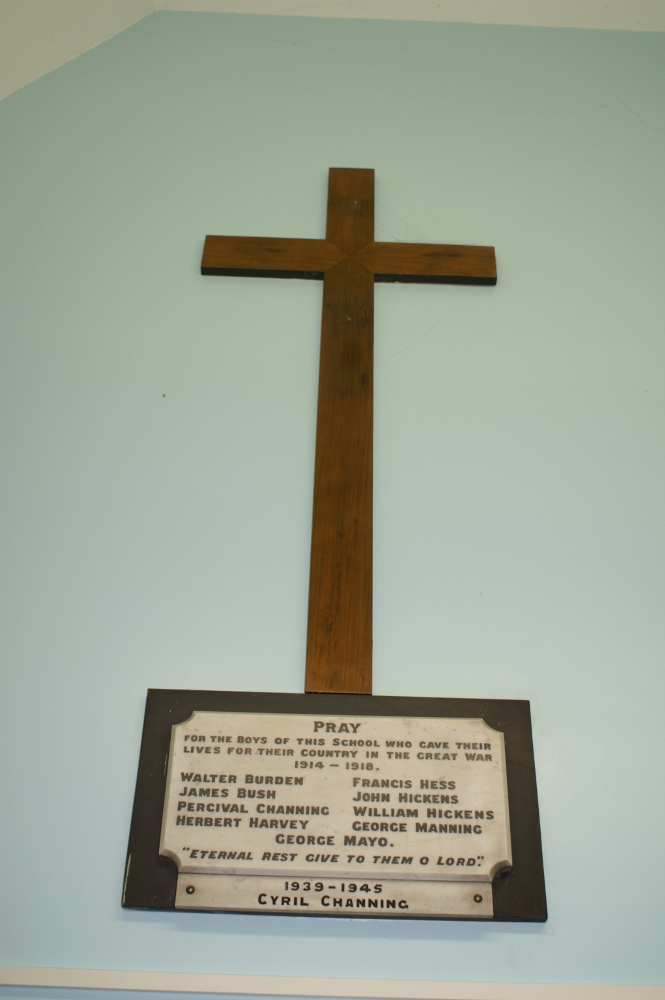 PRAY
FOR THE BOYS OF THIS SCHOOL WHO GAVE THEIR
LIVES FOR THEIR COUNTRY IN THE GREAT WAR
1914 – 1918.
WALTER BURDEN FRANCIS HESS
JAMES BUSH JOHN HICKENS
PERCIVAL CHANNING WILLIAM HICKENS
HERBERT HARVEY GEORGE MANNING
GEORGE MAYO.
"ETERNAL REST GIVE TO THEM O LORD".
1939 – 1945
CYRIL CHANNING